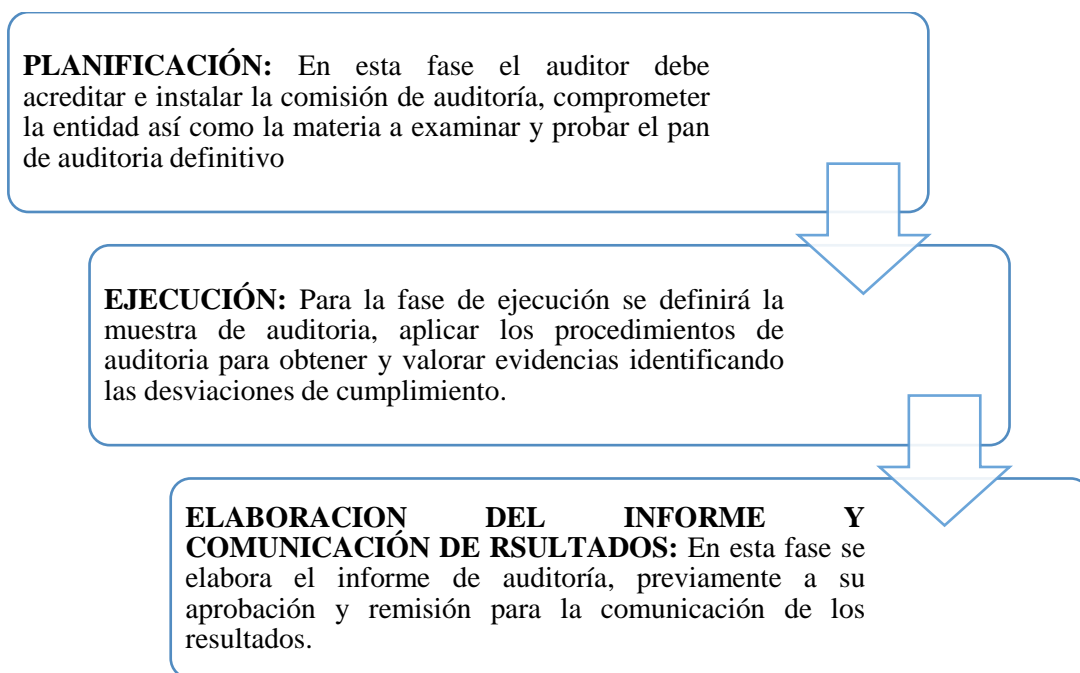 PLANIFICACIÓN: En esta fase el auditor debe
acreditar e instalar la comisión de auditoría, comprometer
la entidad así como la materia a examinar y probar el pan
de auditoria definitivo
EJECUCIÓN: Para la fase de ejecución se definirá la
muestra de auditoria, aplicar los procedimientos de
auditoria para obtener y valorar evidencias identificando
las desviaciones de cumplimiento.
ELABORACION DEL INFORME Y
COMUNICACIÓN DE RSULTADOS: En esta fase se
elabora el informe de auditoría, previamente a su
aprobación y remisión para la comunicación de los
resultados.